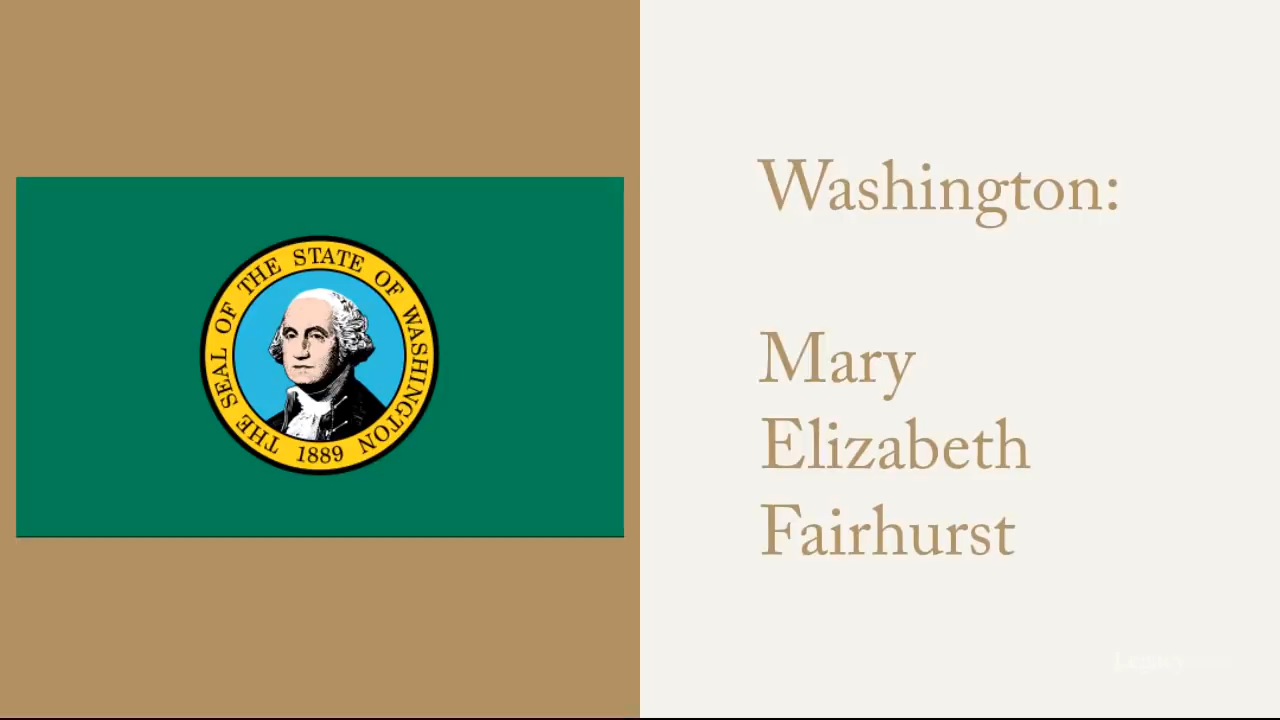 THE SEAL OF THE STATE OF WASHINGTON
1889
Washington:
Mary
Elizabeth
Fairhurst